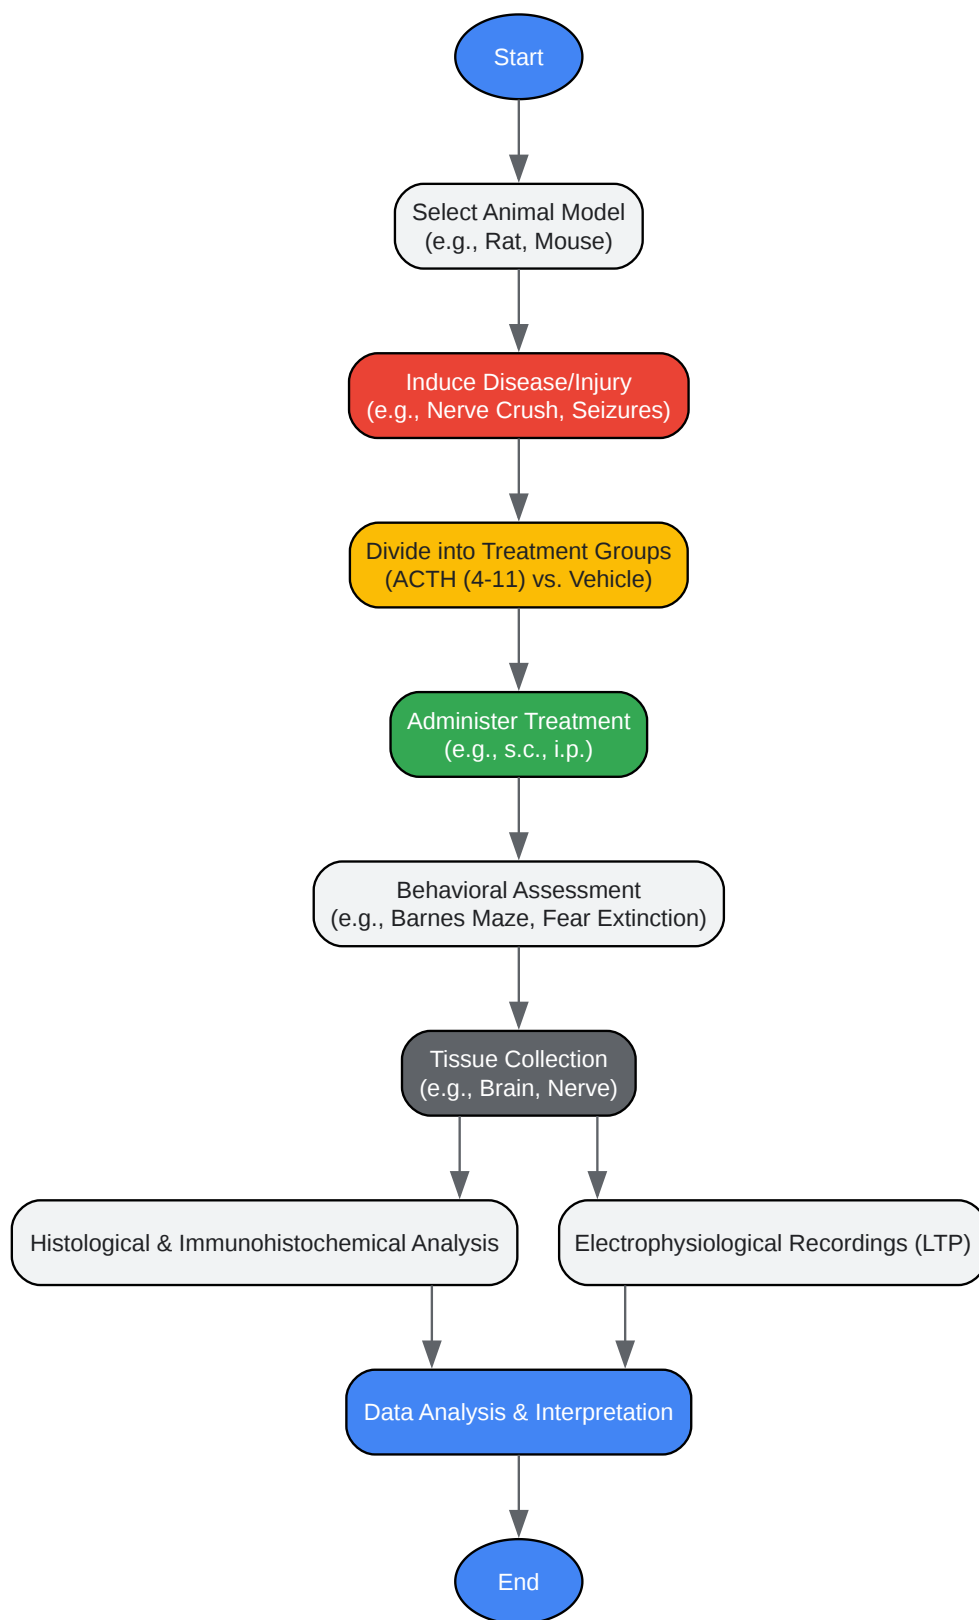 Start
Select Animal Model
(e.g., Rat, Mouse)
Induce Disease/Injury
(e.g., Nerve Crush, Seizures)
Divide into Treatment Groups
(ACTH (4-11) vs. Vehicle)
Administer Treatment
(e.g., s.c., i.p.)
Behavioral Assessment
(e.g., Barnes Maze, Fear Extinction)
Tissue Collection
(e.g., Brain, Nerve)
Histological & Immunohistochemical Analysis
Electrophysiological Recordings (LTP)
Data Analysis & Interpretation
End